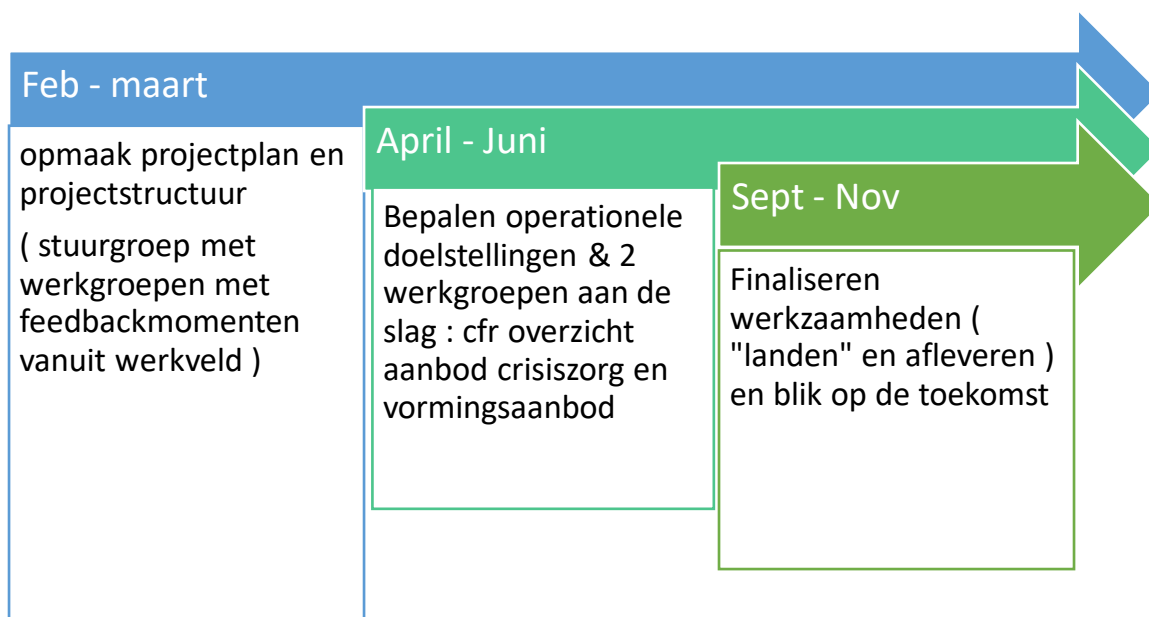 Feb - maart
opmaak projectplan en
projectstructuur
( stuurgroep met
werkgroepen met
feedbackmomenten
vanuit werkveld )
April - Juni
Bepalen operationele
doelstellingen & 2
werkgroepen aan de
slag : cfr overzicht
aanbod crisiszorg en
vormingsaanbod
Sept - Nov
Finaliseren
werkzaamheden (
"landen" en afleveren )
en blik op de toekomst